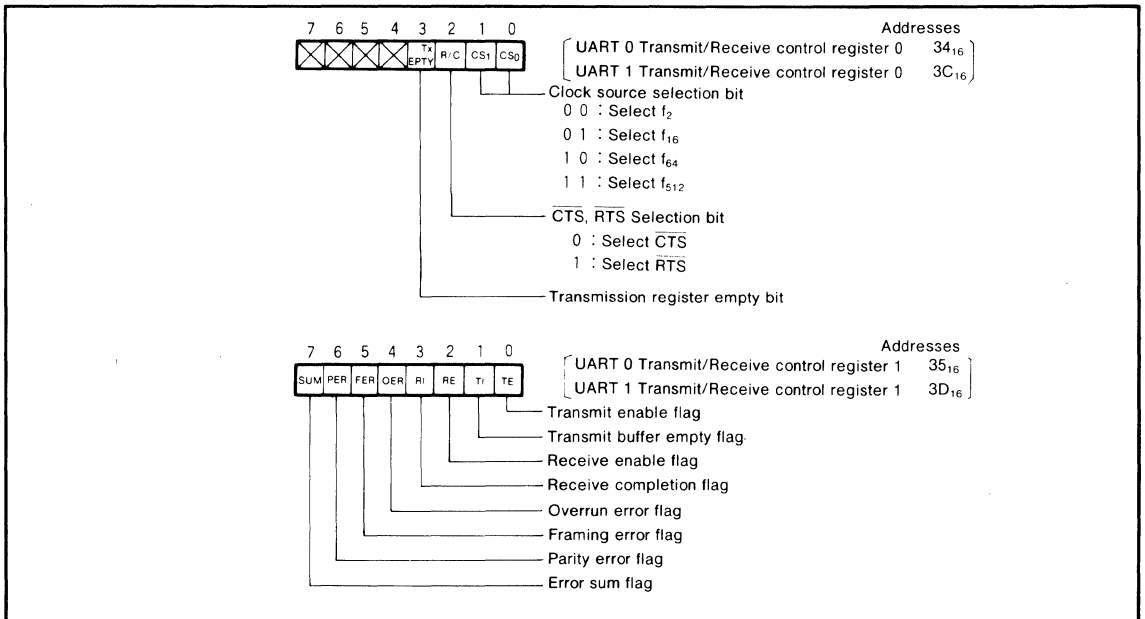 7 6 5 4 3 2 1 0
Addresses
Tx EPTY R/C CS1 CS0
UART 0 Transmit/Receive control register 0 34₁₆
UART 1 Transmit/Receive control register 0 3C₁₆
Clock source selection bit
0 0 : Select f₂
0 1 : Select f₁₆
1 0 : Select f₆₄
1 1 : Select f₅₁₂
C̅T̅S̅, R̅T̅S̅ Selection bit
0 : Select C̅T̅S̅
1 : Select R̅T̅S̅
Transmission register empty bit
7 6 5 4 3 2 1 0
Addresses
SUM PER FER OER RI RE TI TE
UART 0 Transmit/Receive control register 1 35₁₆
UART 1 Transmit/Receive control register 1 3D₁₆
Transmit enable flag
Transmit buffer empty flag
Receive enable flag
Receive completion flag
Overrun error flag
Framing error flag
Parity error flag
Error sum flag